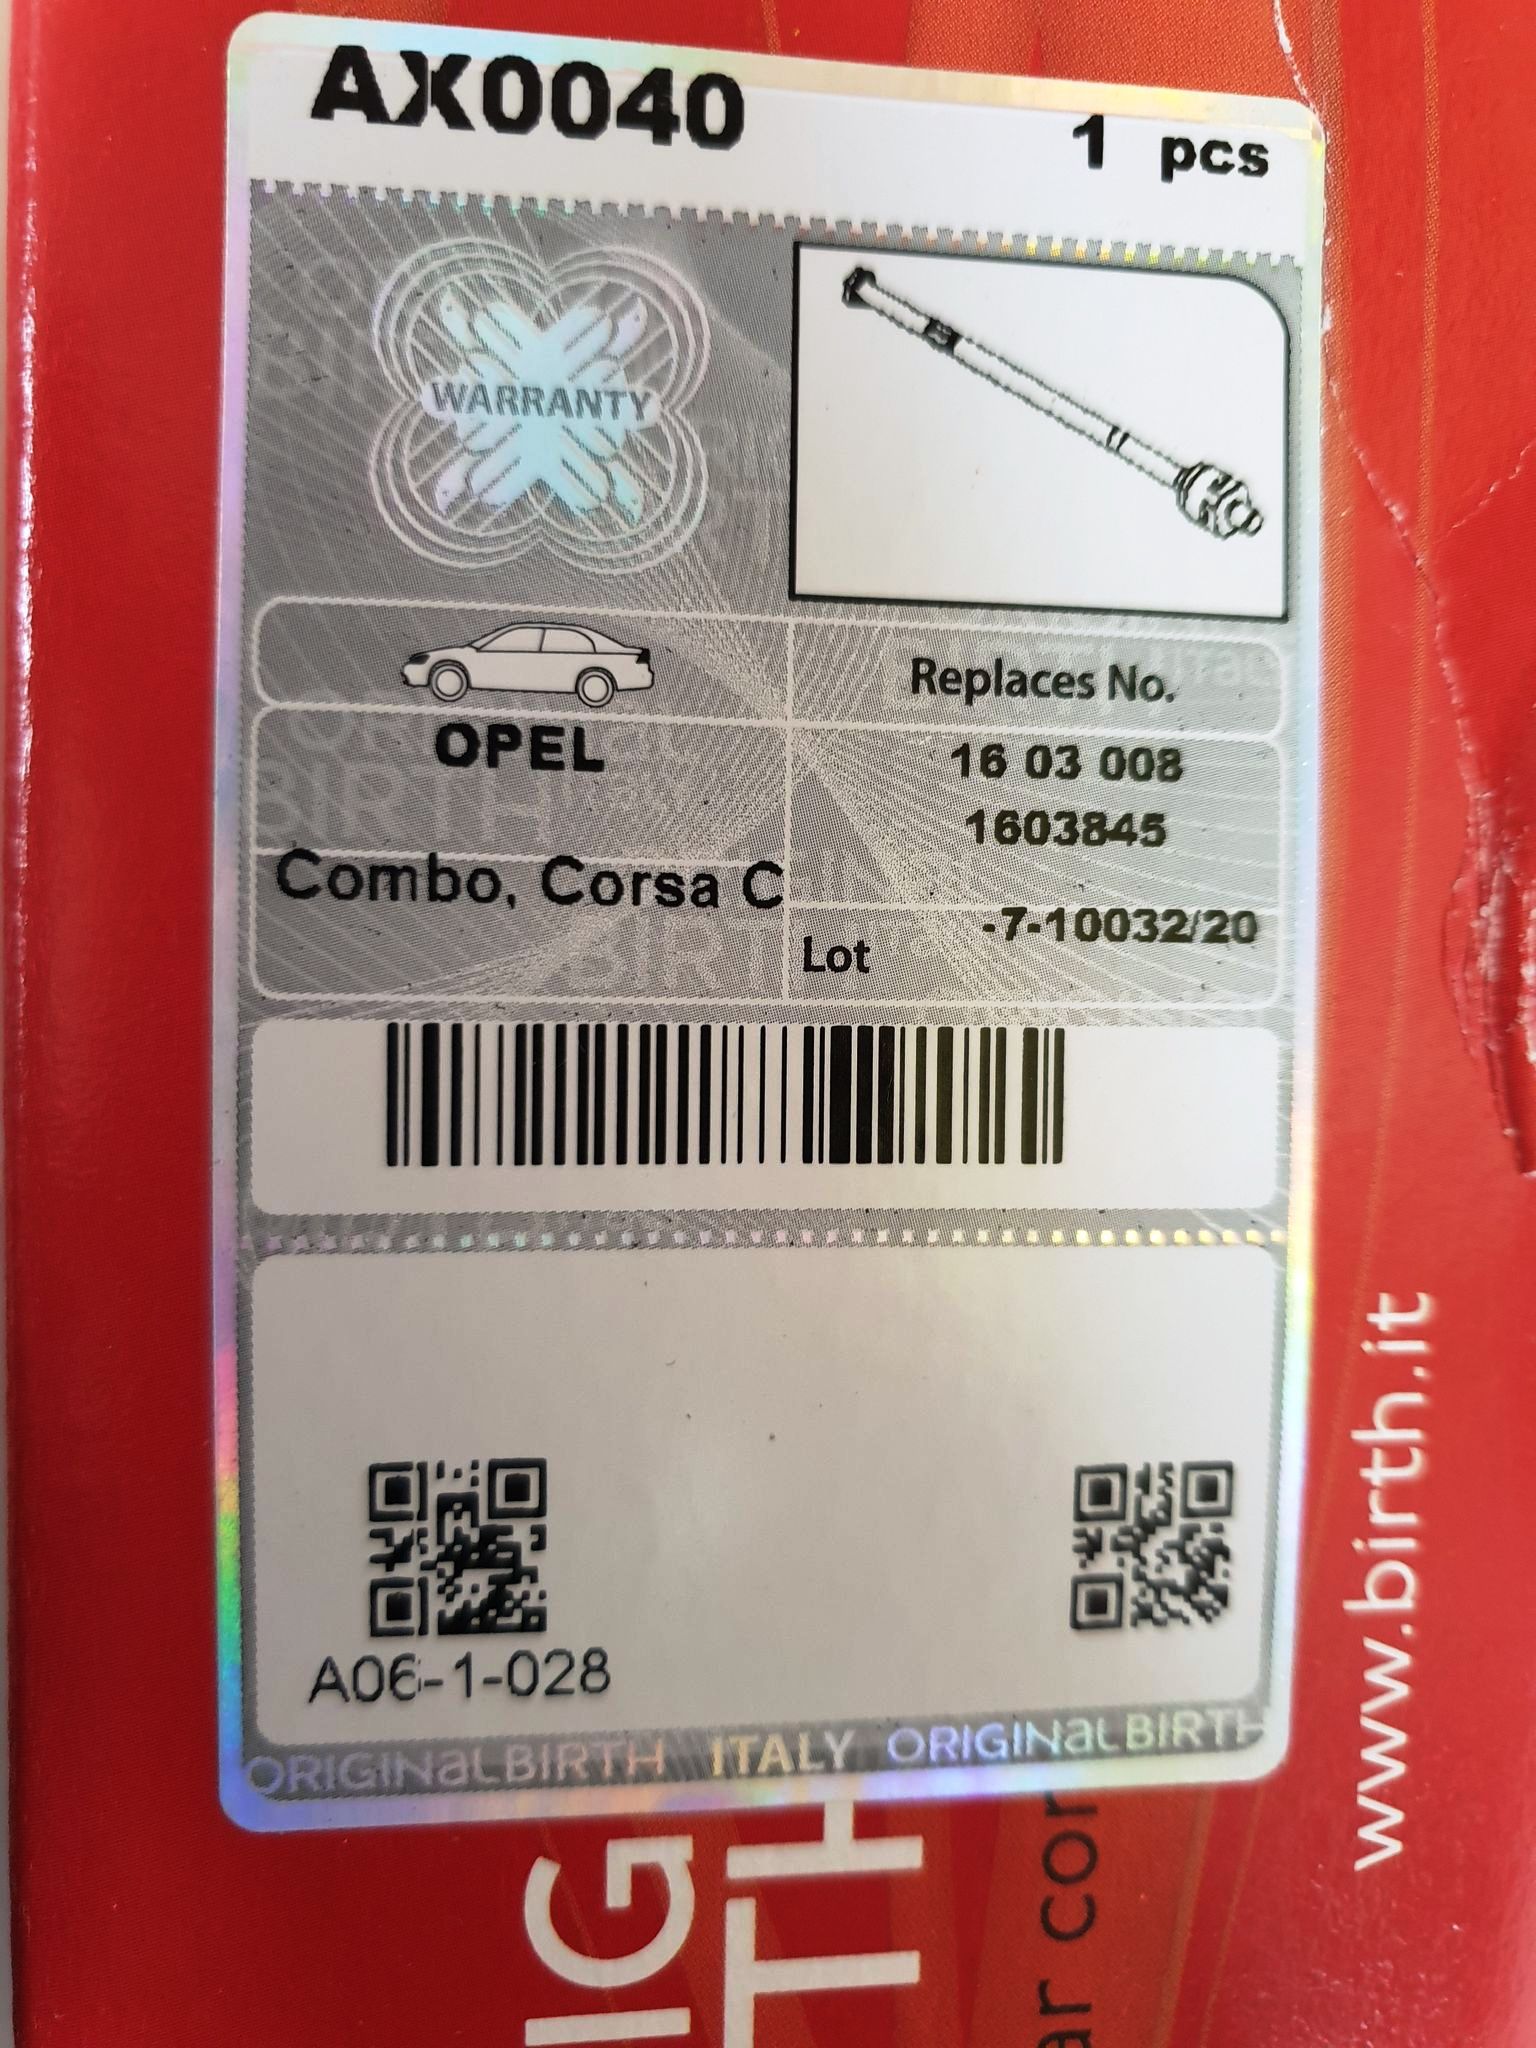 AX0040
1 pcs
WARRANTY
Replaces No.
OPEL
16 03 008
1603845
Combo, Corsa C
-7-10032/20
Lot
A06-1-028
ORIGINALBIRTH ITALY ORIGINALBIRTH
www.birth.it